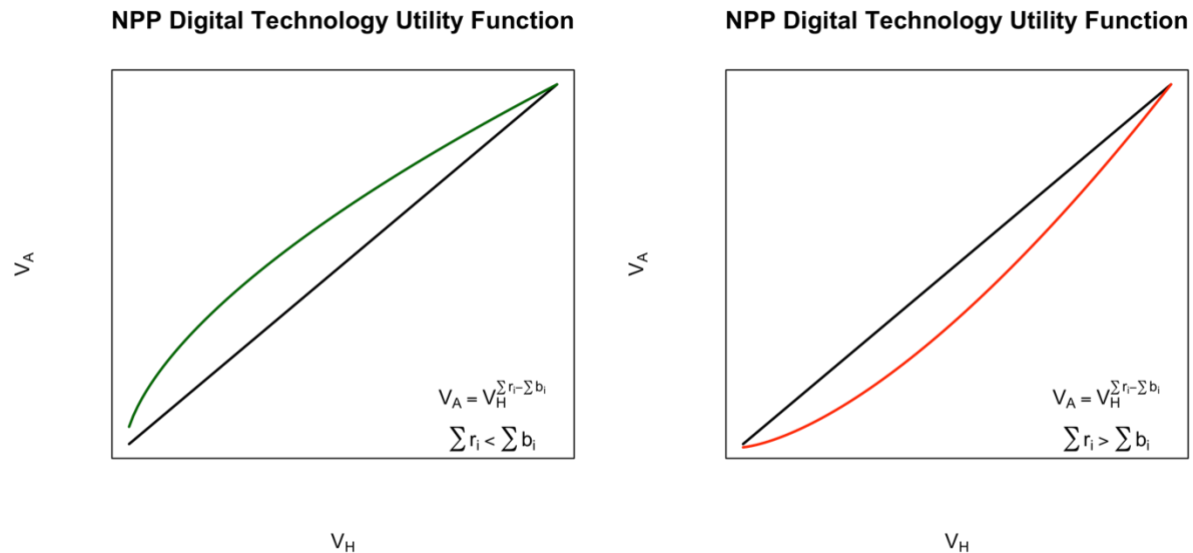 NPP Digital Technology Utility Function
V_A
V_A = V_H^{∑r_i−∑b_i}
∑r_i < ∑b_i
V_H
NPP Digital Technology Utility Function
V_A
V_A = V_H^{∑r_i−∑b_i}
∑r_i > ∑b_i
V_H